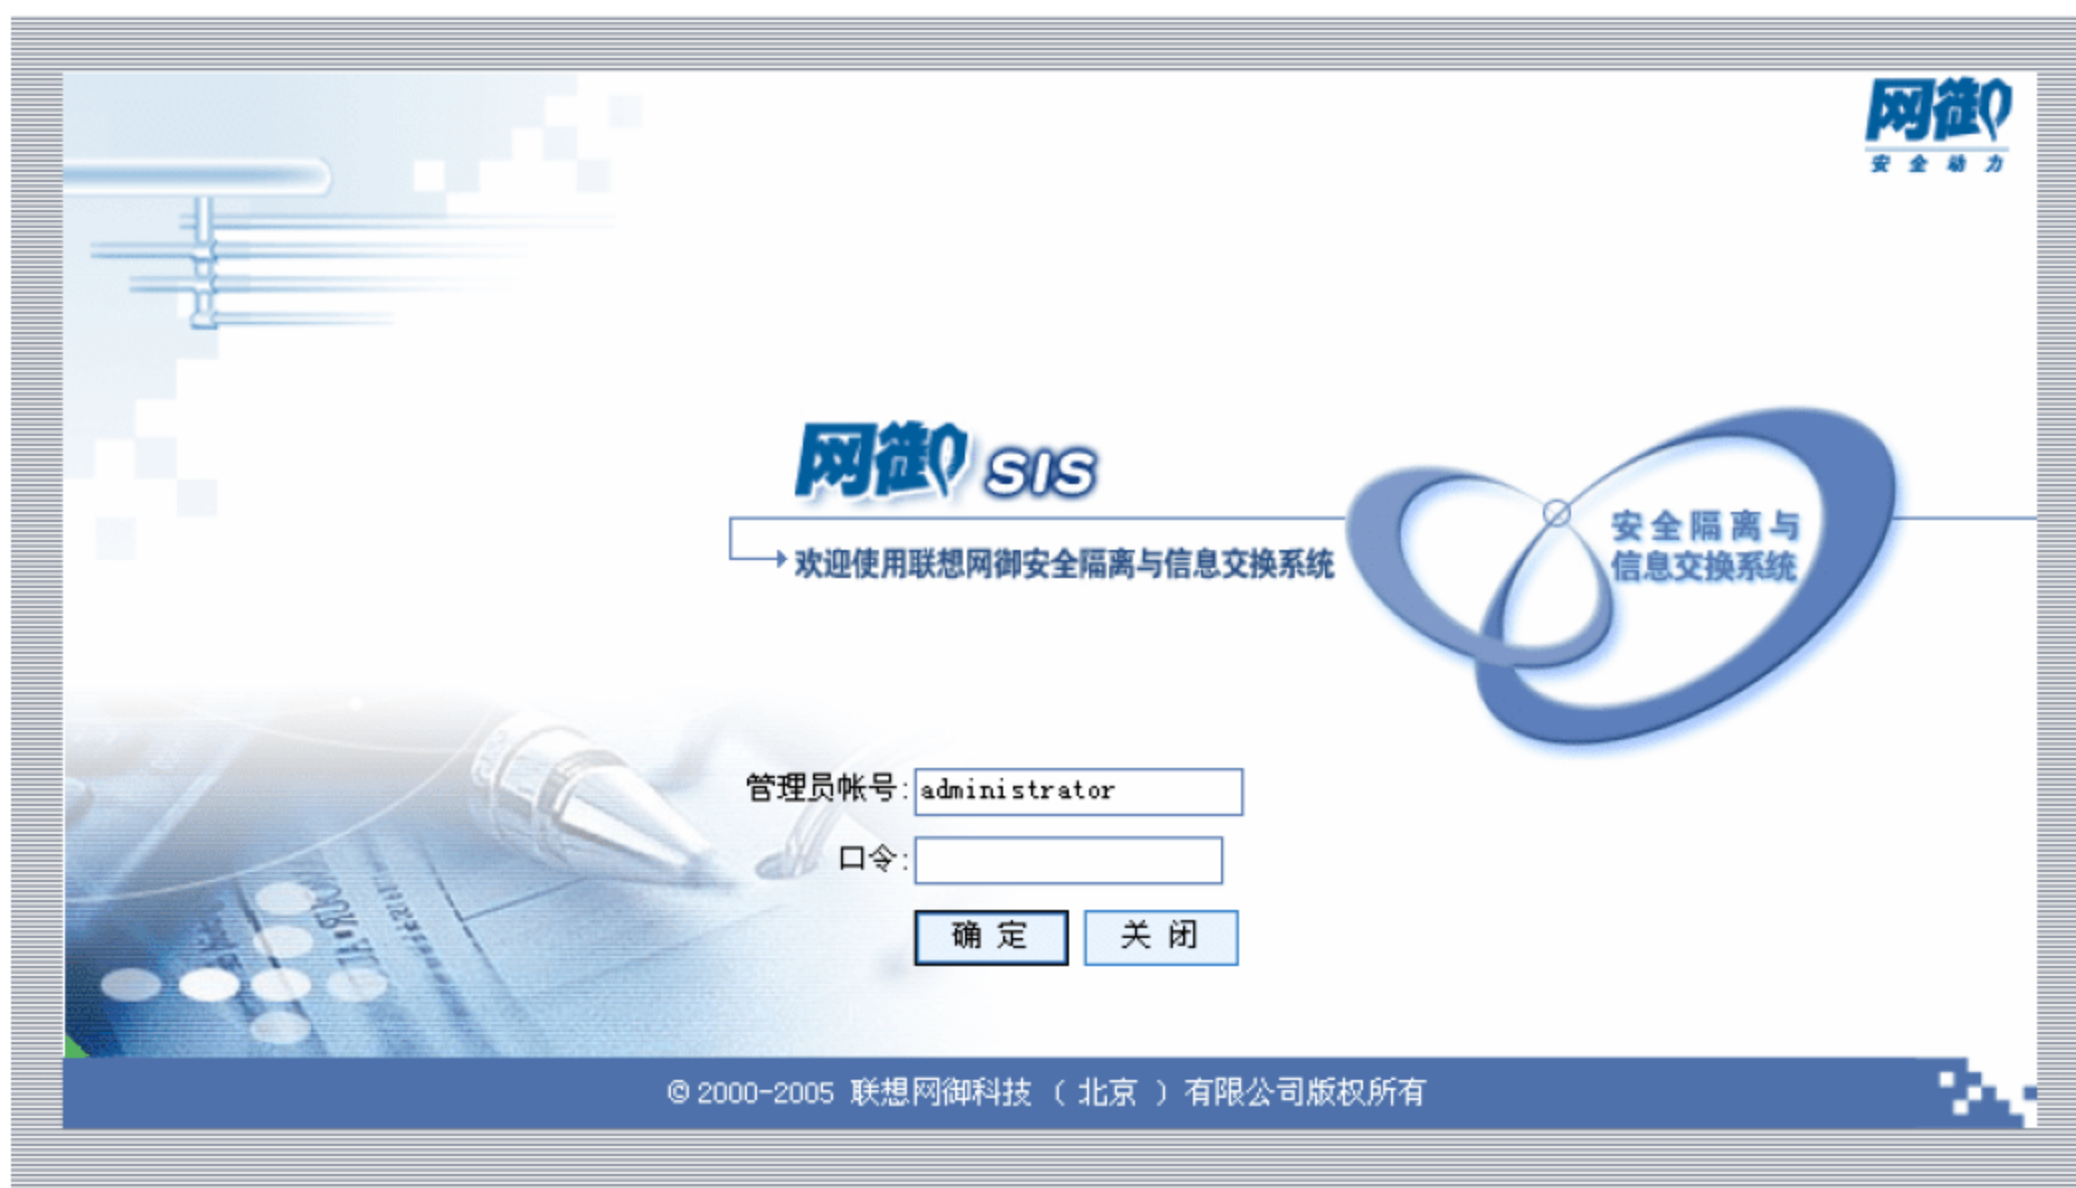 网御
安全动力
网御 SIS
欢迎使用联想网御安全隔离与信息交换系统
安全隔离与
信息交换系统
管理员帐号:administrator
口令:
确 定 关 闭
© 2000-2005 联想网御科技 ( 北京 ) 有限公司版权所有